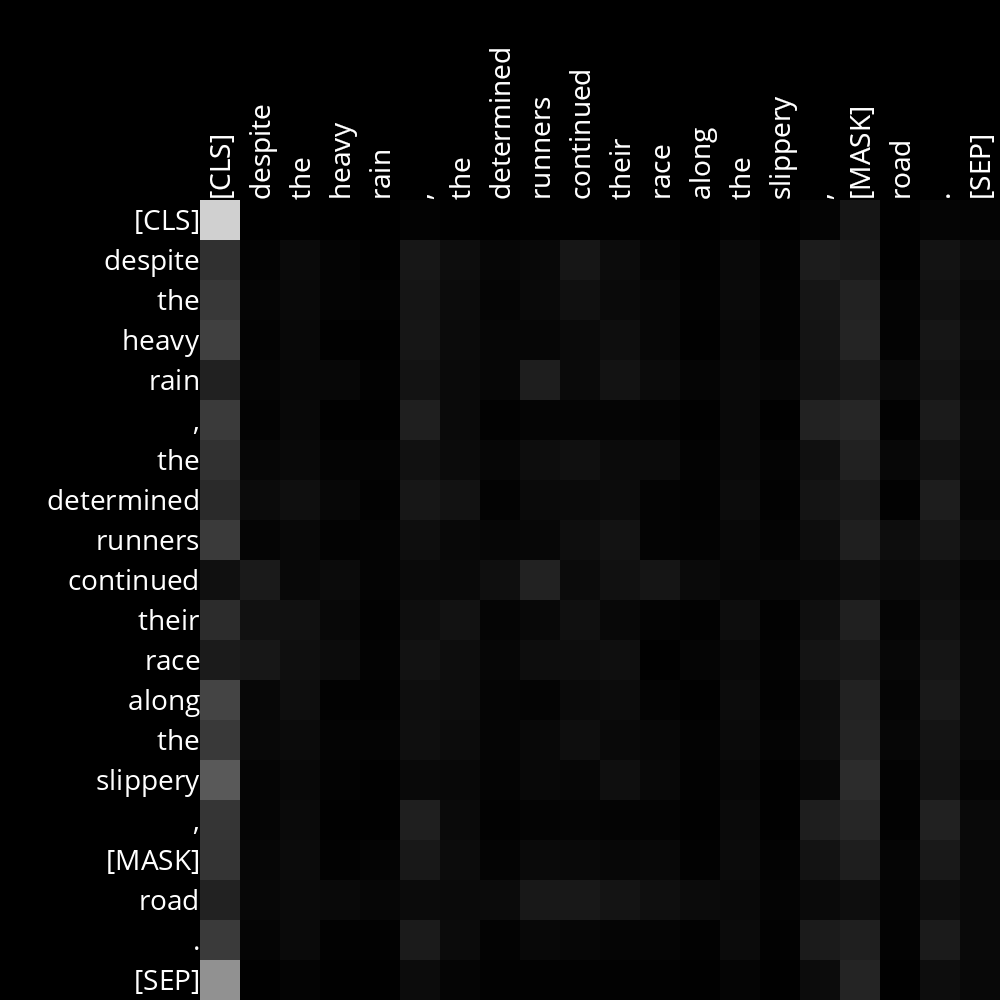 [CLS] despite the heavy rain , the determined runners continued their race along the slippery , [MASK] road . [SEP]
[CLS]
despite
the
heavy
rain
,
the
determined
runners
continued
their
race
along
the
slippery
,
[MASK]
road
.
[SEP]